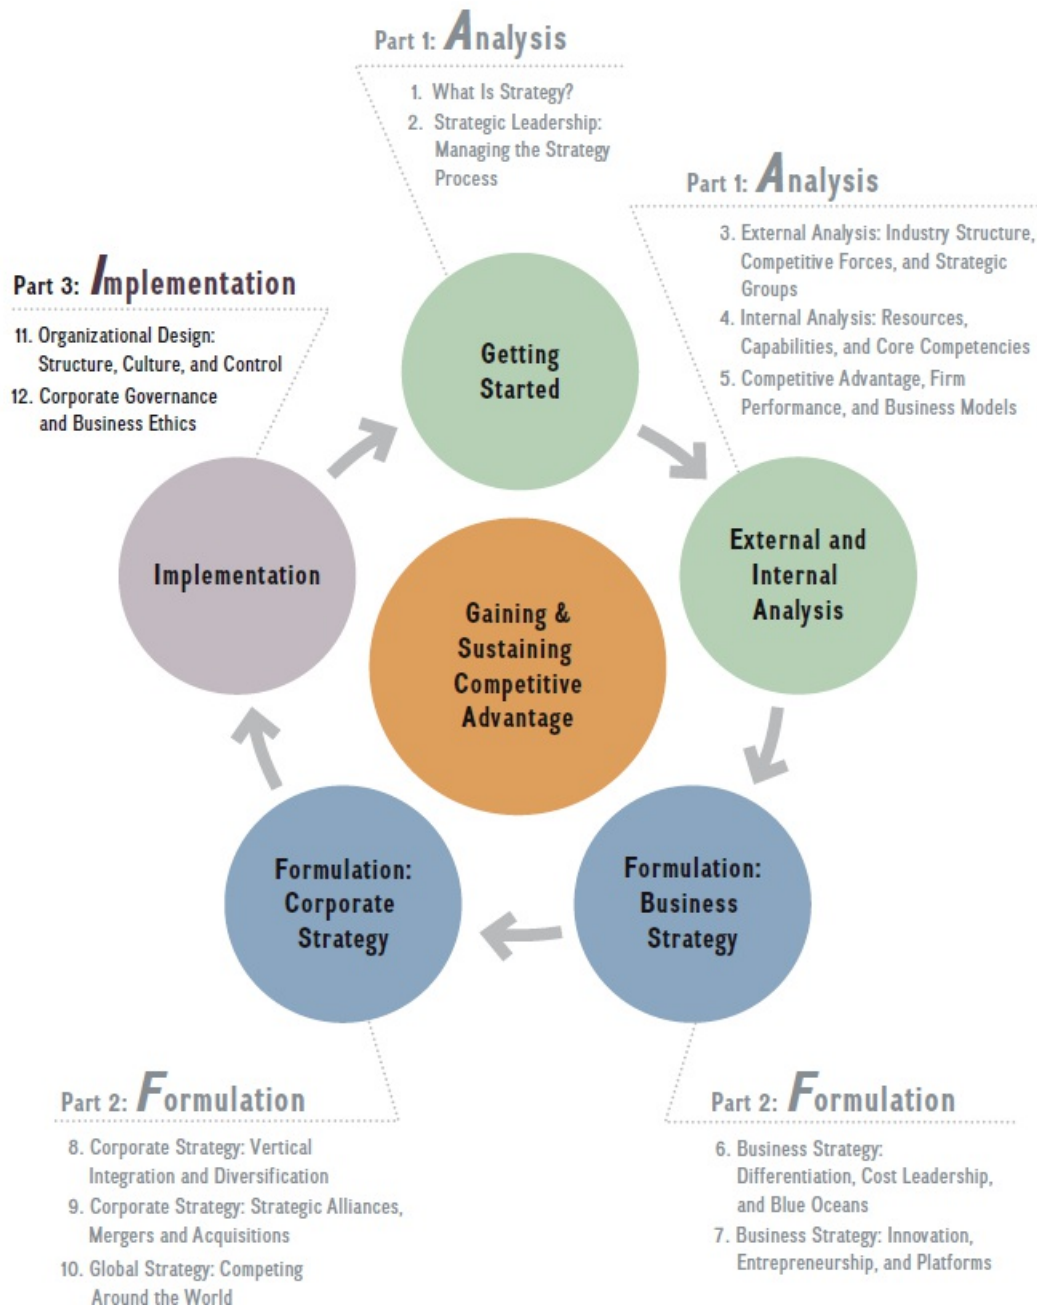 Part 1: Analysis
1. What Is Strategy?
2. Strategic Leadership:
Managing the Strategy
Process
Part 1: Analysis
3. External Analysis: Industry Structure,
Competitive Forces, and Strategic
Groups
4. Internal Analysis: Resources,
Capabilities, and Core Competencies
5. Competitive Advantage, Firm
Performance, and Business Models
Part 3: Implementation
11. Organizational Design:
Structure, Culture, and Control
12. Corporate Governance
and Business Ethics
Getting
Started
External and
Internal
Analysis
Implementation
Gaining &
Sustaining
Competitive
Advantage
Formulation:
Corporate
Strategy
Formulation:
Business
Strategy
Part 2: Formulation
8. Corporate Strategy: Vertical
Integration and Diversification
9. Corporate Strategy: Strategic Alliances,
Mergers and Acquisitions
10. Global Strategy: Competing
Around the World
Part 2: Formulation
6. Business Strategy:
Differentiation, Cost Leadership,
and Blue Oceans
7. Business Strategy: Innovation,
Entrepreneurship, and Platforms